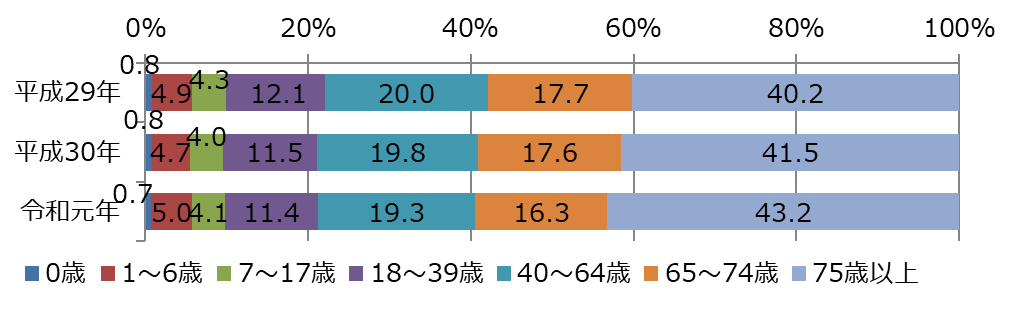 0% 20% 40% 60% 80% 100%
平成29年 0.8 4.9 4.3 12.1 20.0 17.7 40.2
平成30年 0.8 4.7 4.0 11.5 19.8 17.6 41.5
令和元年 0.7 5.0 4.1 11.4 19.3 16.3 43.2
0歳 1～6歳 7～17歳 18～39歳 40～64歳 65～74歳 75歳以上